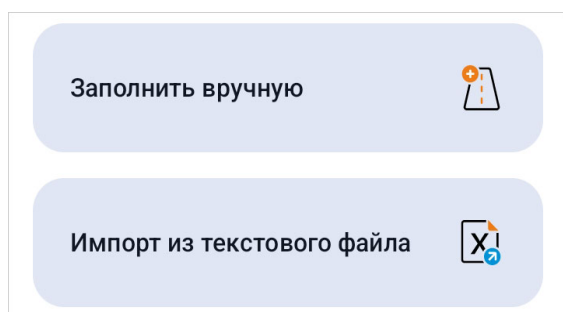 Заполнить вручную
Импорт из текстового файла
X